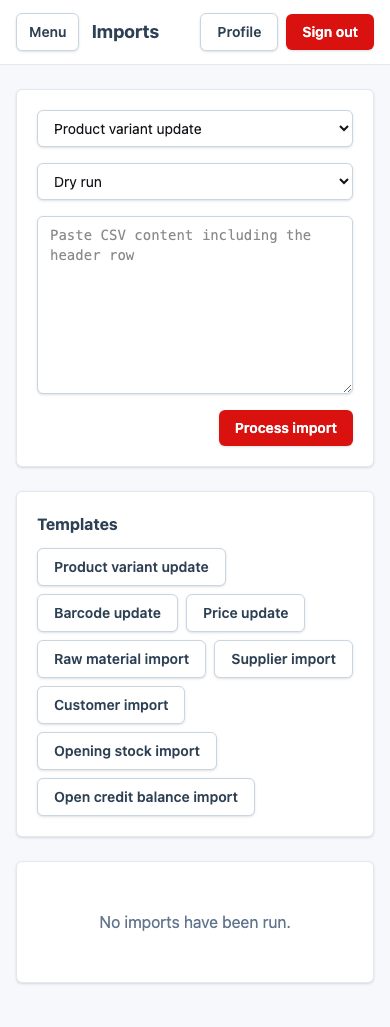 Menu Imports Profile Sign out
Product variant update
Dry run
Paste CSV content including the
header row
Process import
Templates
Product variant update
Barcode update Price update
Raw material import Supplier import
Customer import
Opening stock import
Open credit balance import
No imports have been run.